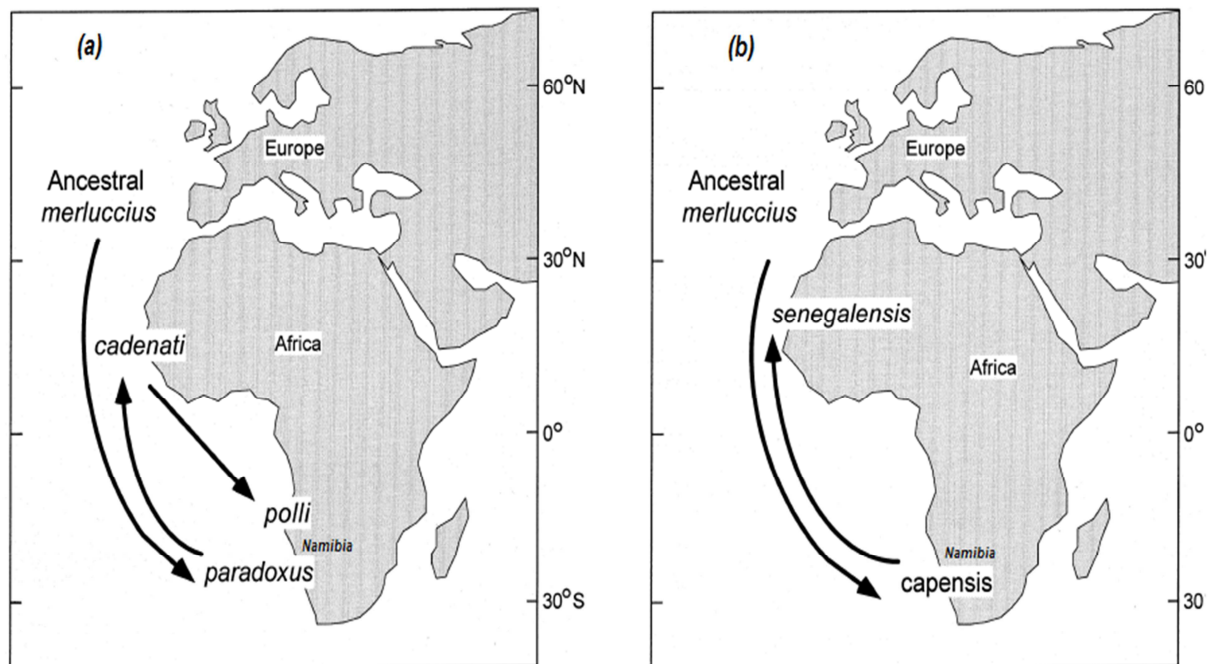 (a)
60°N
Europe
Ancestral
merluccius
30°N
cadenati
Africa
0°
polli
Namibia
paradoxus
30°S
(b)
60
Europe
Ancestral
merluccius
30'
senegalensis
Africa
0°
Namibia
capensis
30'